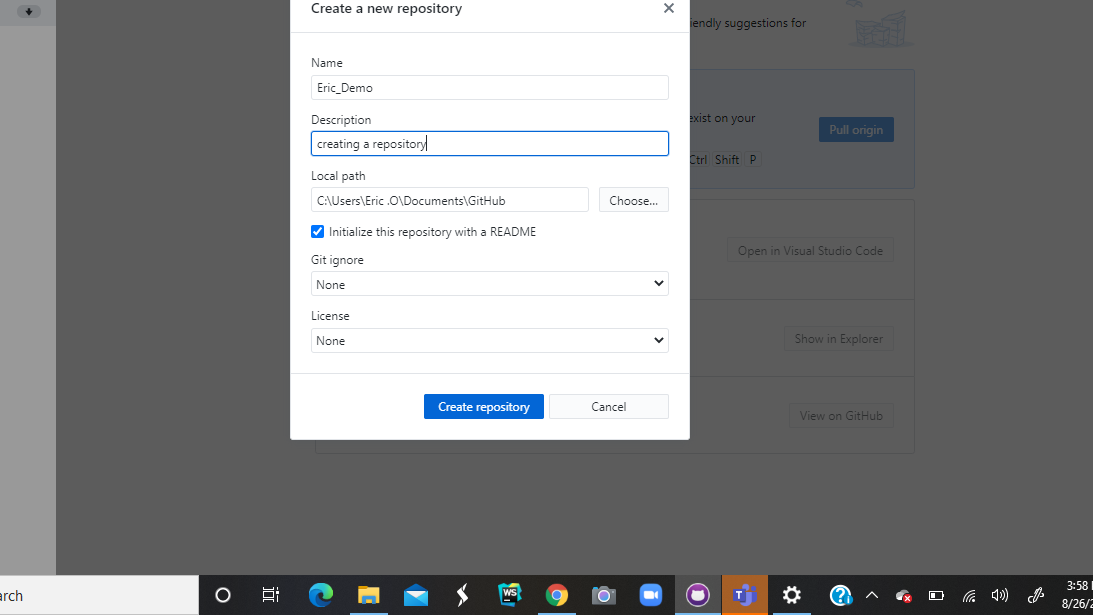 Create a new repository
iendly suggestions for
Name
Eric_Demo
exist on your
Description
Pull origin
creating a repository
Ctrl Shift P
Local path
C:\Users\Eric .O\Documents\GitHub
Choose...
Initialize this repository with a README
Open in Visual Studio Code
Git ignore
None
License
None
Show in Explorer
Create repository
Cancel
View on GitHub
arch
WS
T
3:58
8/26/2